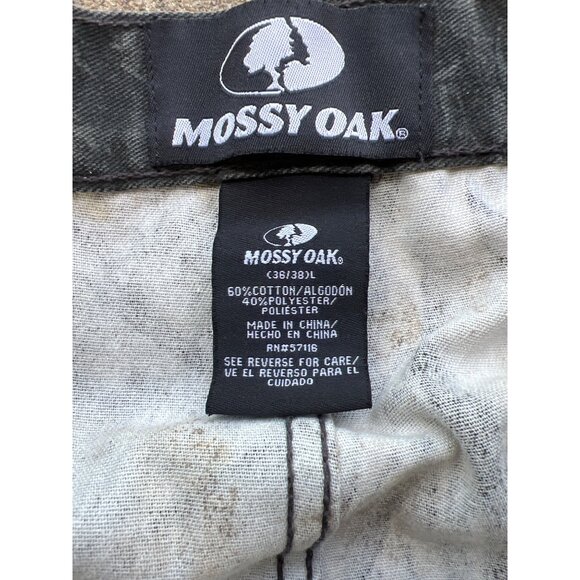 MOSSY OAK®
MOSSY OAK®
(36/38)L
60%COTTON/ALGODÓN
40%POLYESTER/
POLIÉSTER
MADE IN CHINA/
HECHO EN CHINA
RN#57116
SEE REVERSE FOR CARE/
VE EL REVERSO PARA EL
CUIDADO